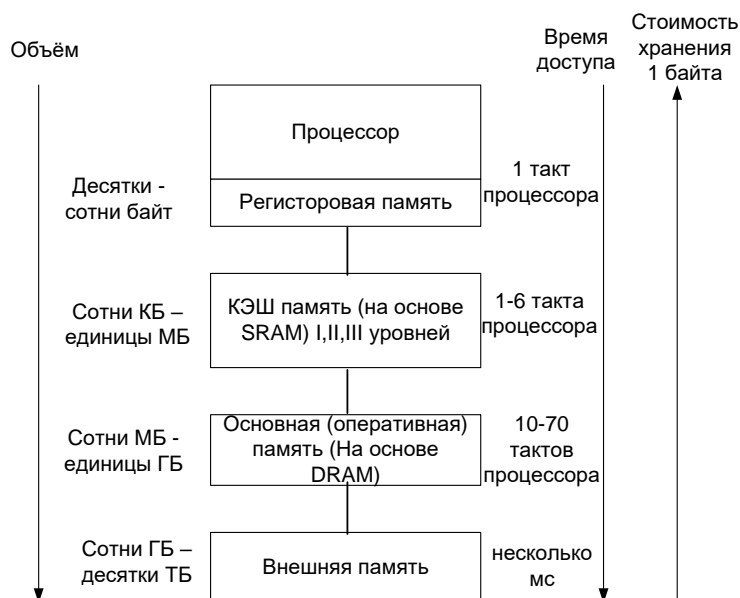 Объём
Время
доступа
Стоимость
хранения
1 байта
Процессор
Десятки -
сотни байт
Регисторовая память
1 такт
процессора
Сотни КБ –
единицы МБ
КЭШ память (на основе
SRAM) I,II,III уровней
1-6 такта
процессора
Сотни МБ -
единицы ГБ
Основная (оперативная)
память (На основе
DRAM)
10-70
тактов
процессора
Сотни ГБ –
десятки ТБ
Внешняя память
несколько
мс